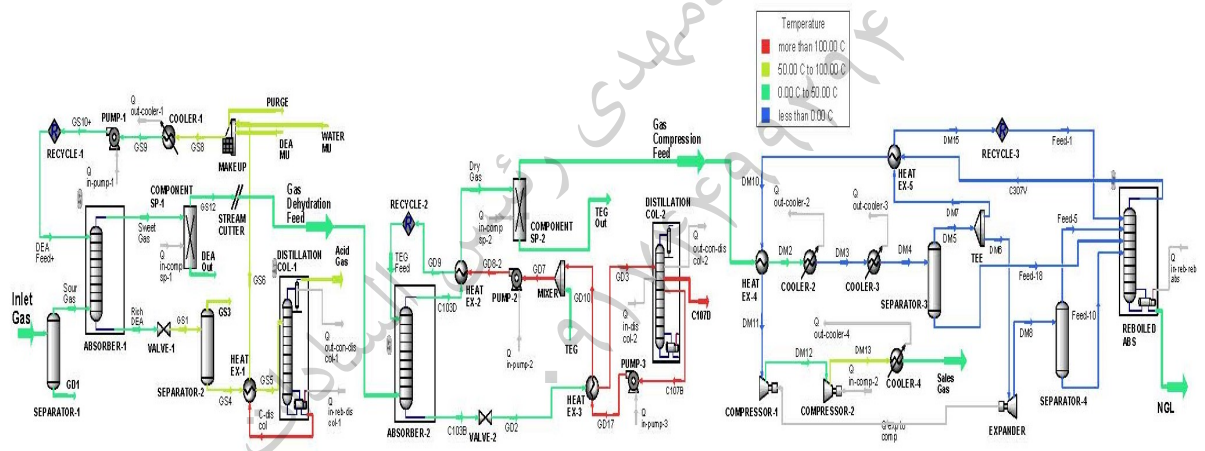 Temperature
more than 100.00 C
50.00 C to 100.00 C
0.00 C to 50.00 C
less than 0.00 C
Inlet
Gas
GD1
SEPARATOR-1
Sour
Gas
DEA
Feed+
RECYCLE-1
GS10+
PUMP-1
Q
in-pump-1
GS9
Q
out-cooler-1
COOLER-1
GS8
MAKEUP
PURGE
DEA
MU
WATER
MU
ABSORBER-1
Sweet
Gas
COMPONENT
SP-1
GS12
Q
in-comp
sp-1
DEA
Out
STREAM
CUTTER
Gas
Dehydration
Feed
Rich
DEA
VALVE-1
GS1
GS3
SEPARATOR-2
GS4
GS6
HEAT
EX-1
GS5
DISTILLATION
COL-1
Acid
Gas
Q
out-con-dis
col-1
Q
in-reb-dis
col-1
C-dis
col
RECYCLE-2
TEG
Feed
GD9
C103D
ABSORBER-2
C103B
VALVE-2
GD2
HEAT
EX-2
GD8-2
PUMP-2
Q
in-pump-2
GD7
MIXER
TEG
Dry
Gas
Q
in-comp
sp-2
COMPONENT
SP-2
TEG
Out
GD10
GD3
HEAT
EX-3
GD17
PUMP-3
Q
in-pump-3
C107B
DISTILLATION
COL-2
Q
out-con-dis
col-2
Q
in-dis
col-2
C107D
Gas
Compression
Feed
HEAT
EX-4
DM10
DM2
Q
out-cooler-2
COOLER-2
DM3
Q
out-cooler-3
COOLER-3
DM4
SEPARATOR-3
DM5
TEE
DM6
DM7
HEAT
EX-5
DM15
RECYCLE-3
Feed-1
C307V
Feed-5
Feed-18
Feed-10
DM8
SEPARATOR-4
EXPANDER
Q-exp to
comp
DM11
COMPRESSOR-1
DM12
COMPRESSOR-2
Q
in-comp-2
DM13
Q
out-cooler-4
COOLER-4
Sales
Gas
Q
in-reb-reb
abs
REBOILED
ABS
NGL